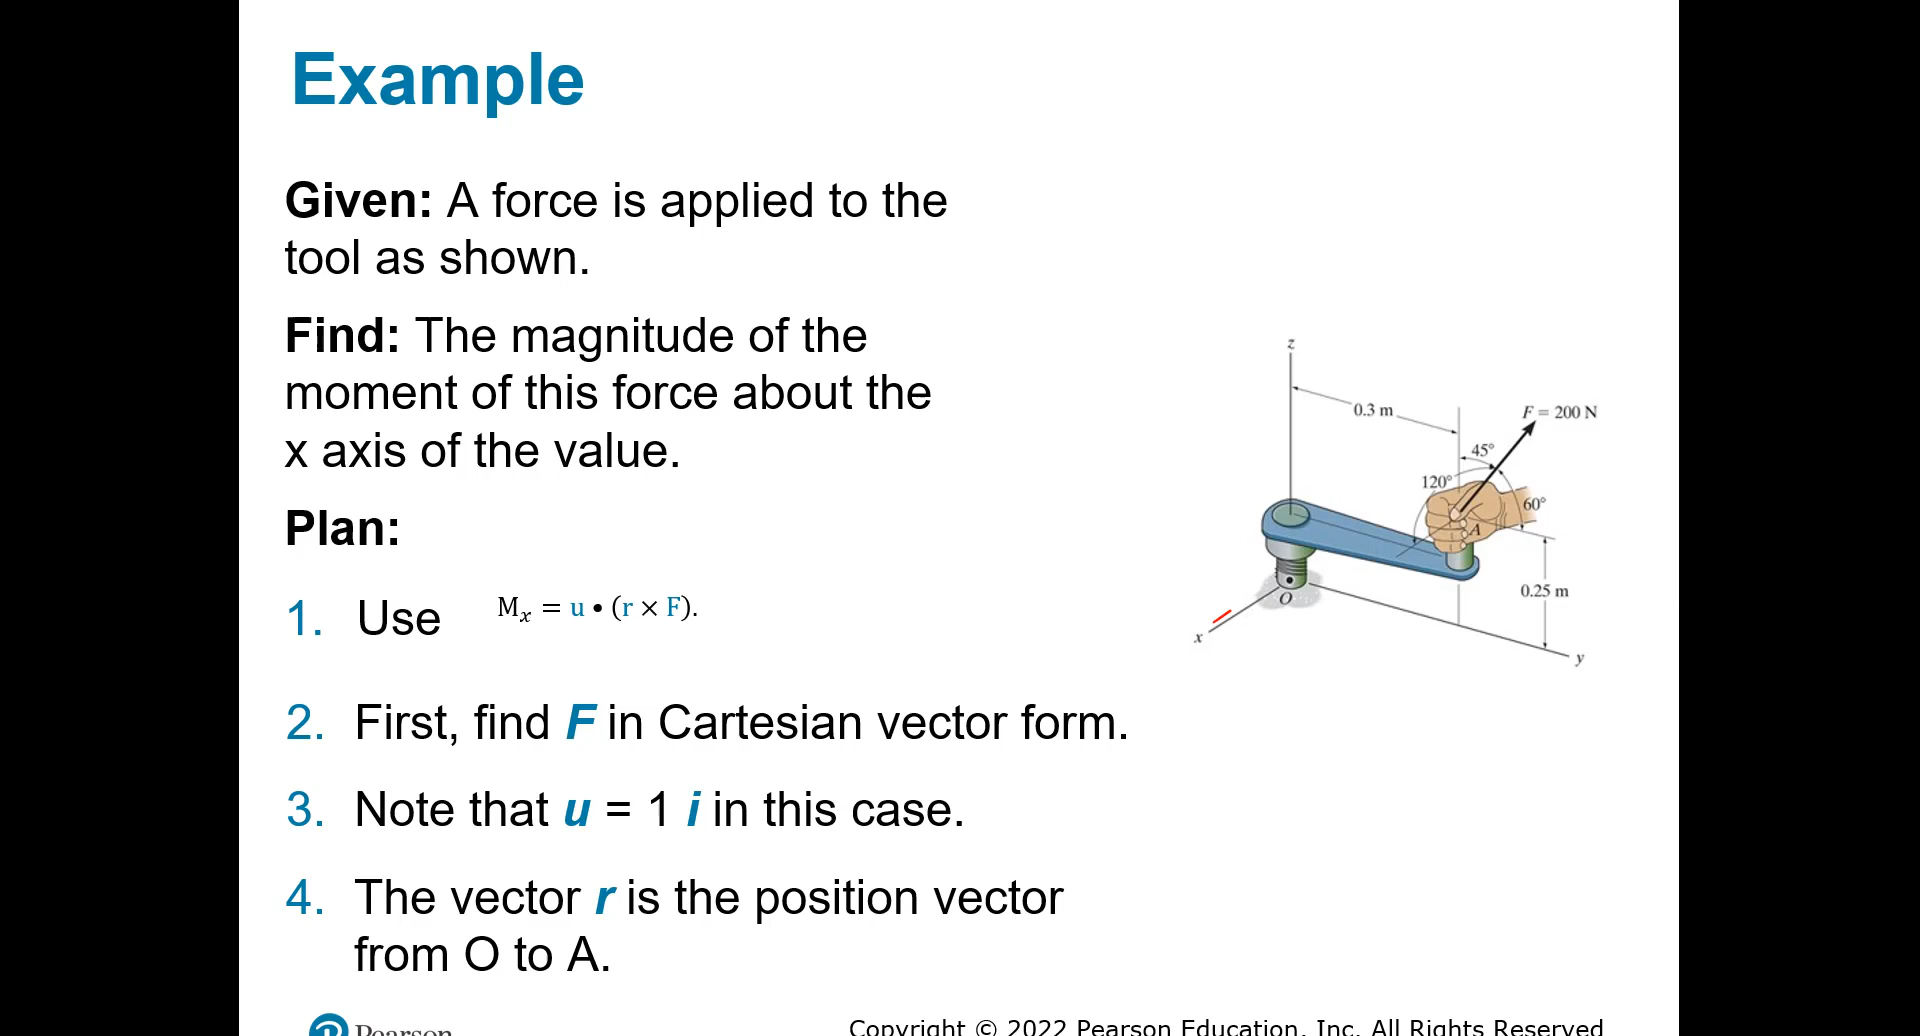 Example
Given: A force is applied to the
tool as shown.
Find: The magnitude of the
moment of this force about the
x axis of the value.
Plan:
1. Use Mₓ = u • (r × F).
2. First, find F in Cartesian vector form.
3. Note that u = 1 i in this case.
4. The vector r is the position vector
from O to A.
z
0.3 m
F = 200 N
45°
120°
60°
A
0.25 m
O
x
y
Pearson
Copyright © 2022 Pearson Education, Inc. All Rights Reserved